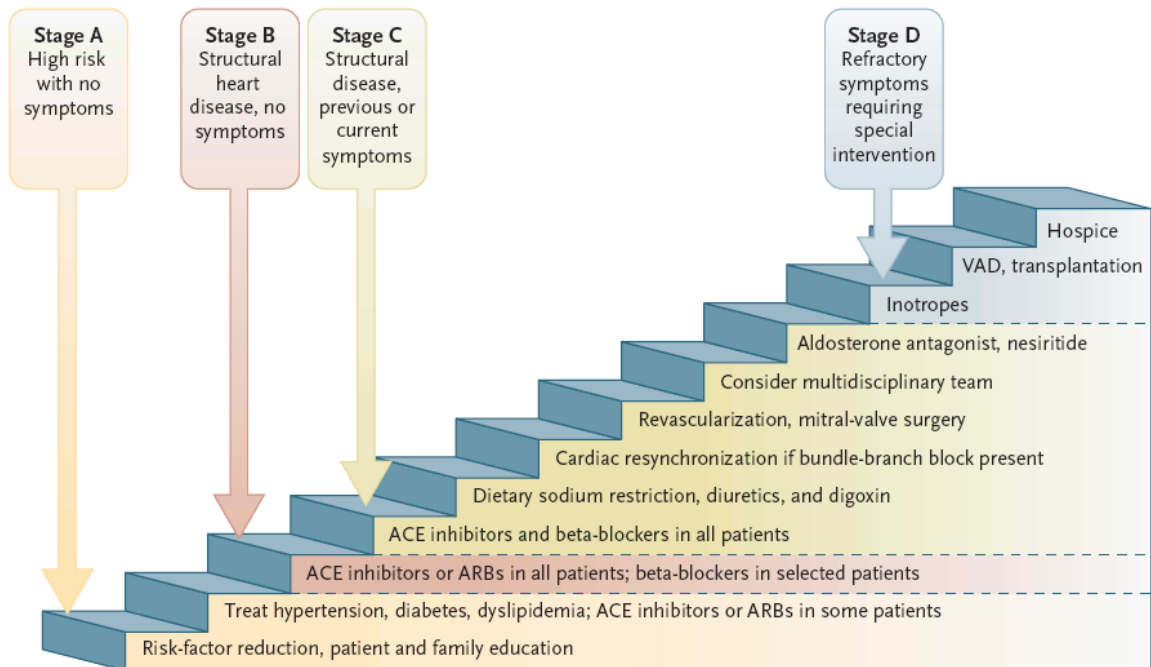 Stage A
High risk
with no
symptoms
Stage B
Structural
heart
disease, no
symptoms
Stage C
Structural
disease,
previous or
current
symptoms
Stage D
Refractory
symptoms
requiring
special
intervention
Hospice
VAD, transplantation
Inotropes
Aldosterone antagonist, nesiritide
Consider multidisciplinary team
Revascularization, mitral-valve surgery
Cardiac resynchronization if bundle-branch block present
Dietary sodium restriction, diuretics, and digoxin
ACE inhibitors and beta-blockers in all patients
ACE inhibitors or ARBs in all patients; beta-blockers in selected patients
Treat hypertension, diabetes, dyslipidemia; ACE inhibitors or ARBs in some patients
Risk-factor reduction, patient and family education